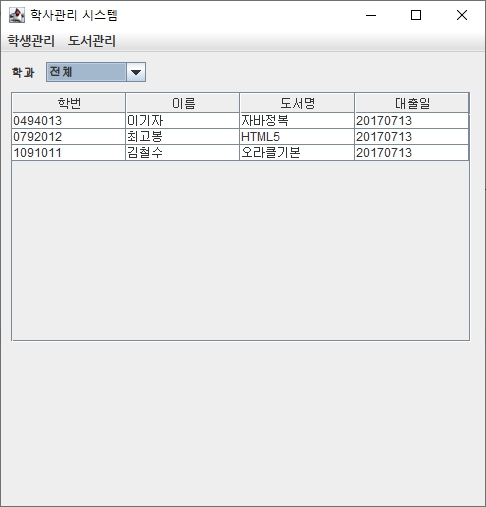 학사관리 시스템
학생관리 도서관리
학과 전체
학번 이름 도서명 대출일
0494013 이기자 자바정복 20170713
0792012 최고봉 HTML5 20170713
1091011 김철수 오라클기본 20170713